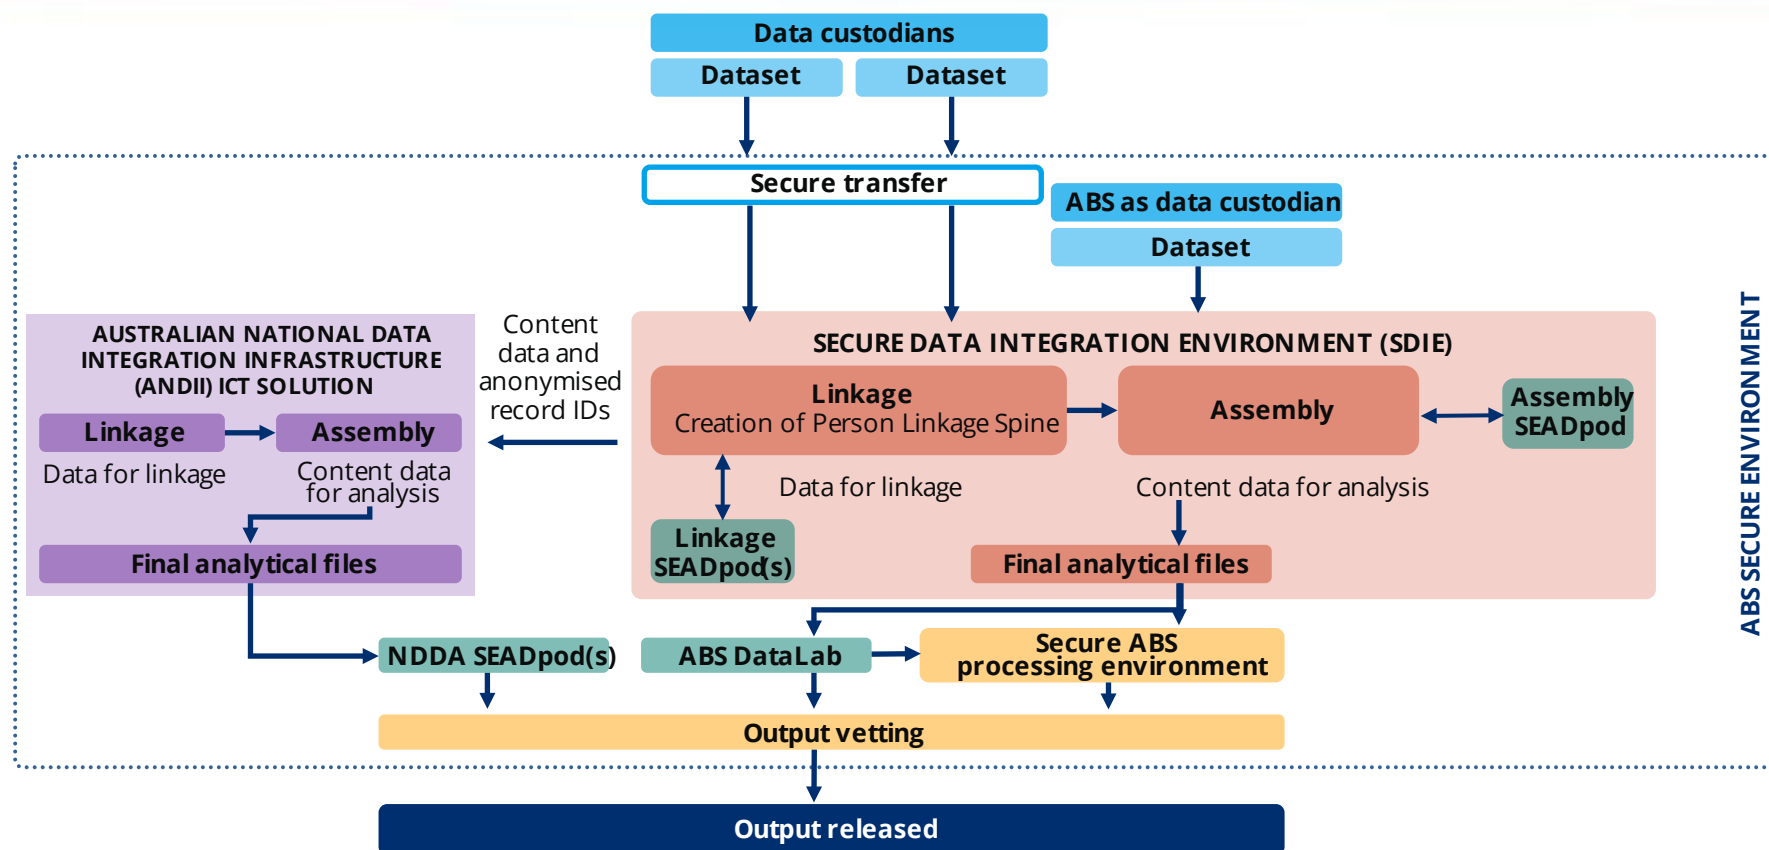 Data custodians
Dataset
Dataset
Secure transfer
ABS as data custodian
Dataset
AUSTRALIAN NATIONAL DATA
INTEGRATION INFRASTRUCTURE
(ANDII) ICT SOLUTION
Linkage
Assembly
Data for linkage
Content data
for analysis
Final analytical files
Content
data and
anonymised
record IDs
SECURE DATA INTEGRATION ENVIRONMENT (SDIE)
Linkage
Creation of Person Linkage Spine
Assembly
Assembly
SEADpod
Data for linkage
Content data for analysis
Linkage
SEADpod(s)
Final analytical files
ABS SECURE ENVIRONMENT
NDDA SEADpod(s)
ABS DataLab
Secure ABS
processing environment
Output vetting
Output released